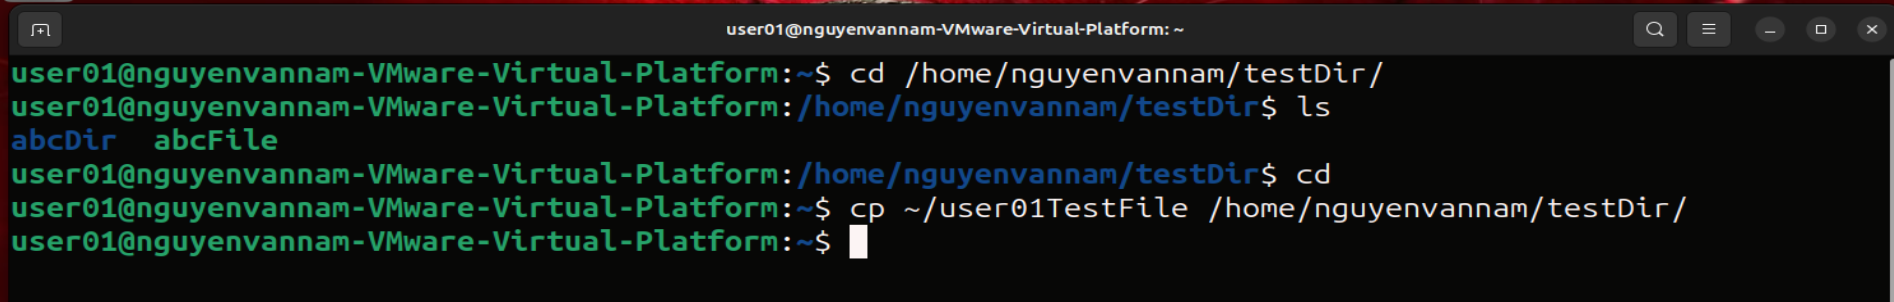 user01@nguyenvannam-VMware-Virtual-Platform: ~
user01@nguyenvannam-VMware-Virtual-Platform:~$ cd /home/nguyenvannam/testDir/
user01@nguyenvannam-VMware-Virtual-Platform:/home/nguyenvannam/testDir$ ls
abcDir  abcFile
user01@nguyenvannam-VMware-Virtual-Platform:/home/nguyenvannam/testDir$ cd
user01@nguyenvannam-VMware-Virtual-Platform:~$ cp ~/user01TestFile /home/nguyenvannam/testDir/
user01@nguyenvannam-VMware-Virtual-Platform:~$